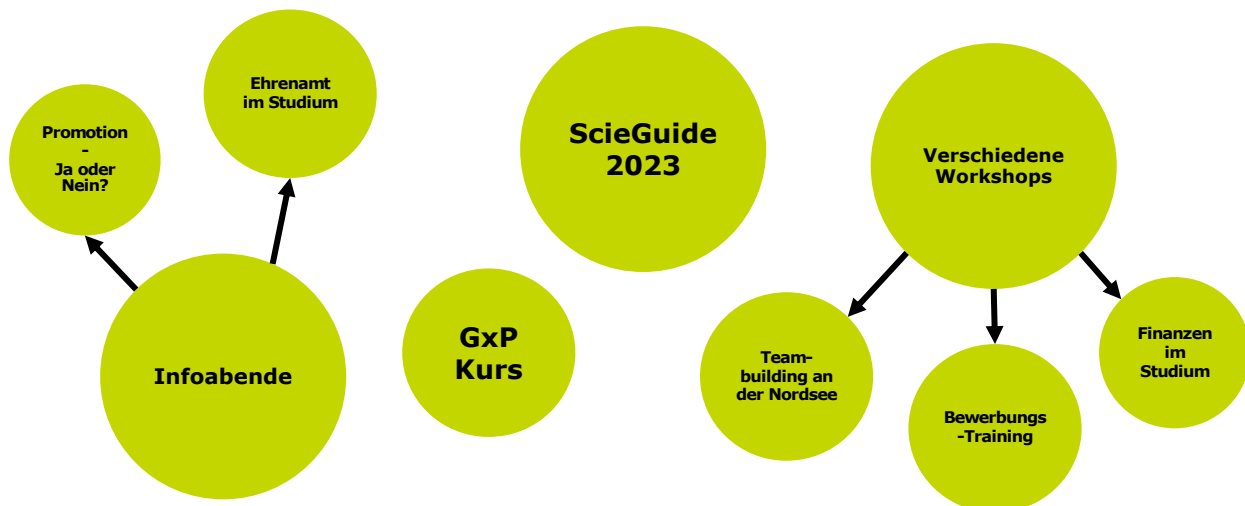 Ehrenamt
im Studium
Promotion
-
Ja oder
Nein?
Infoabende
GxP
Kurs
ScieGuide
2023
Verschiedene
Workshops
Team-
building an
der Nordsee
Bewerbungs
-Training
Finanzen
im
Studium